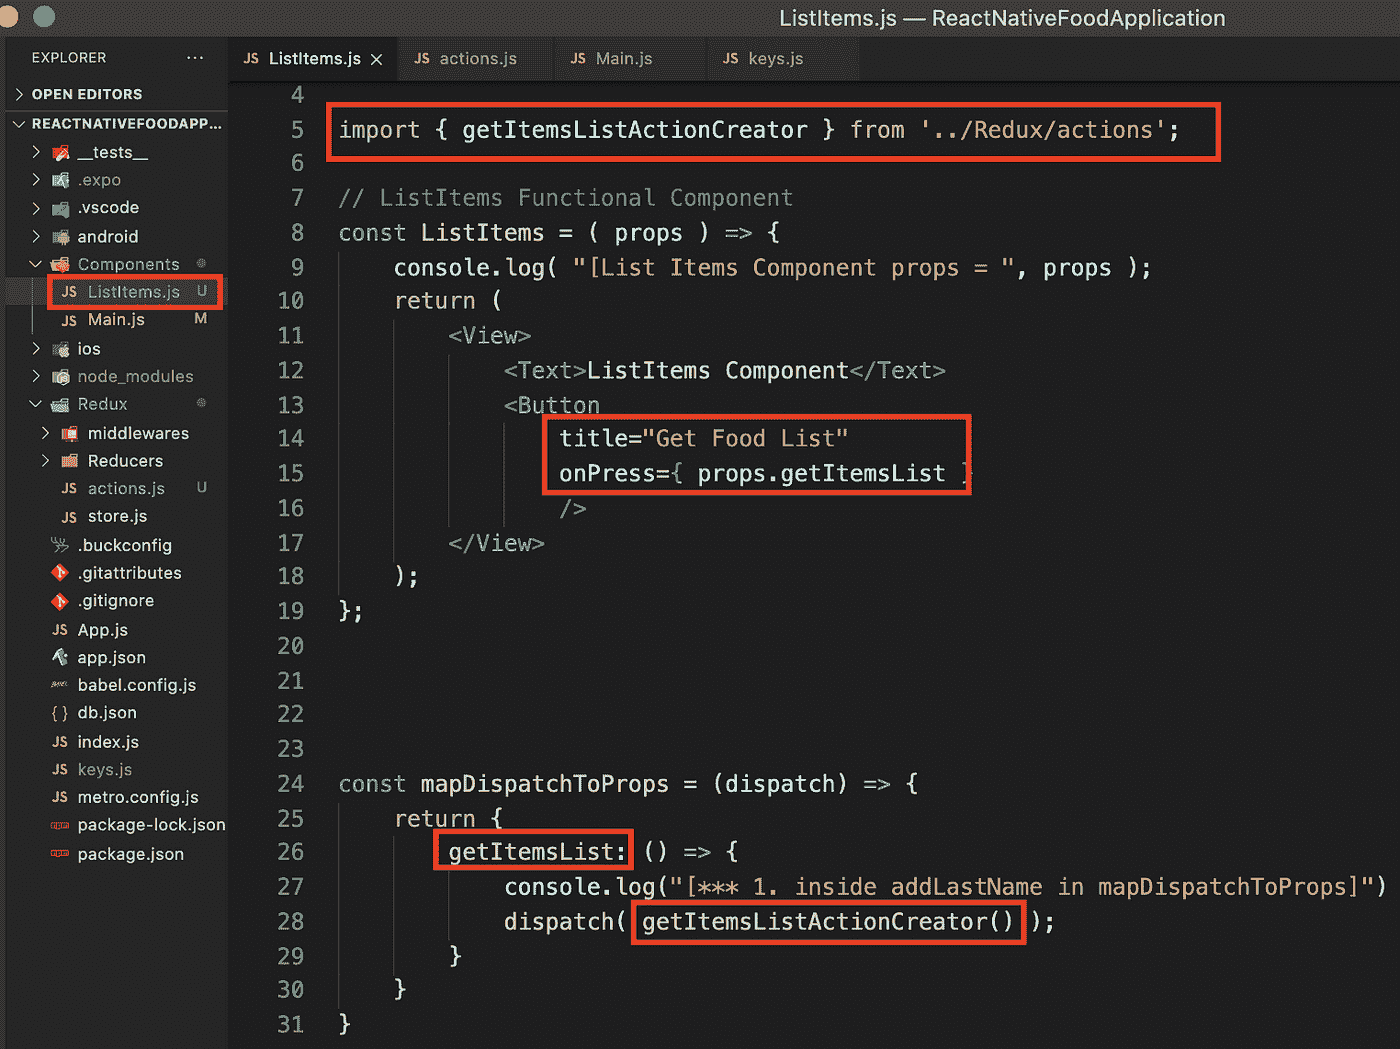 ListItems.js — ReactNativeFoodApplication
EXPLORER ...
JS ListItems.js ×
JS actions.js
JS Main.js
JS keys.js
OPEN EDITORS
REACTNATIVEFOODAPP...
__tests__
.expo
.vscode
android
Components
JS ListItems.js U
JS Main.js M
ios
node_modules
Redux
middlewares
Reducers
JS actions.js U
JS store.js
.buckconfig
.gitattributes
.gitignore
JS App.js
app.json
babel.config.js
{ } db.json
JS index.js
JS keys.js
JS metro.config.js
package-lock.json
package.json
4
5 import { getItemsListActionCreator } from '../Redux/actions';
6
7 // ListItems Functional Component
8 const ListItems = ( props ) => {
9 console.log( "[List Items Component props = ", props );
10 return (
11 <View>
12 <Text>ListItems Component</Text>
13 <Button
14 title="Get Food List"
15 onPress={ props.getItemsList }
16 />
17 </View>
18 );
19 };
20
21
22
23
24 const mapDispatchToProps = (dispatch) => {
25 return {
26 getItemsList: () => {
27 console.log("[*** 1. inside addLastName in mapDispatchToProps]")
28 dispatch( getItemsListActionCreator() );
29 }
30 }
31 }